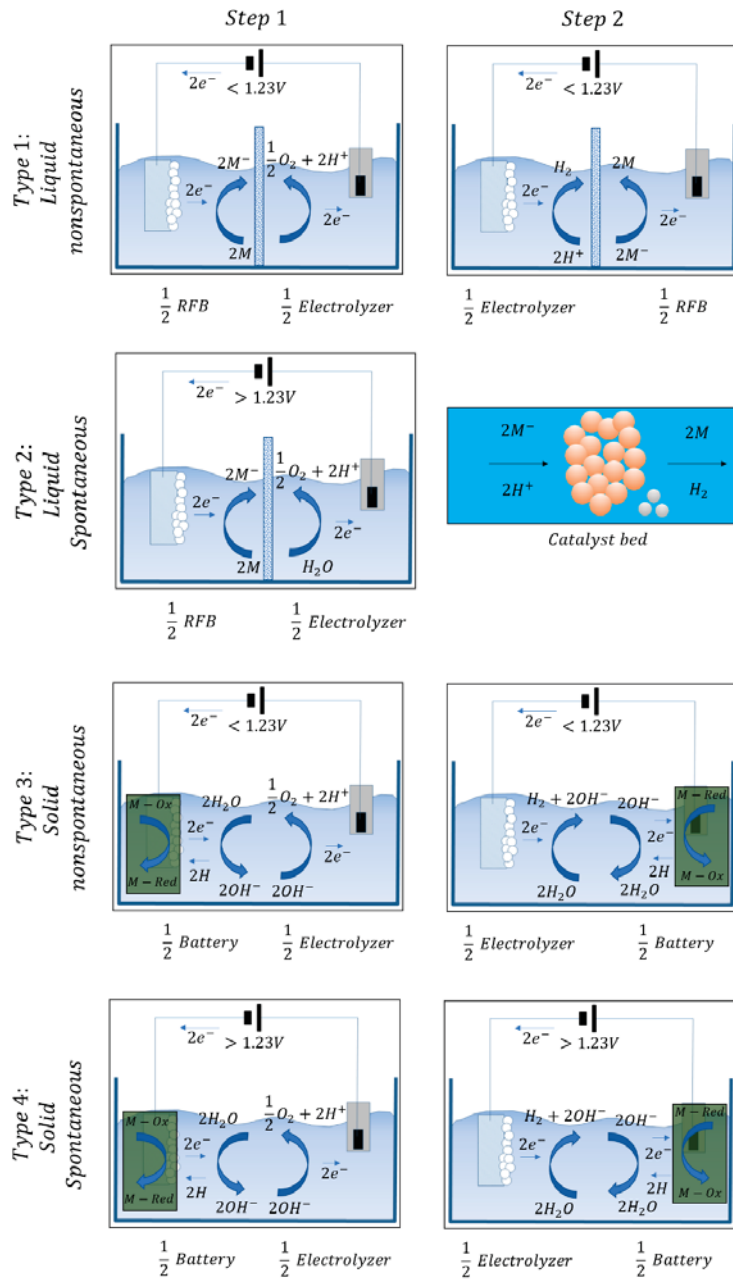 Step 1
Step 2
Type 1:
Liquid
nonspontaneous
2e⁻
< 1.23V
2M⁻
1/2 O₂ + 2H⁺
2e⁻
2e⁻
2M
1/2 RFB
1/2 Electrolyzer
2e⁻
< 1.23V
H₂
2M
2e⁻
2e⁻
2H⁺
2M⁻
1/2 Electrolyzer
1/2 RFB
Type 2:
Liquid
Spontaneous
2e⁻
> 1.23V
2M⁻
1/2 O₂ + 2H⁺
2e⁻
2e⁻
2M
H₂O
1/2 RFB
1/2 Electrolyzer
2M⁻
2M
2H⁺
H₂
Catalyst bed
Type 3:
Solid
nonspontaneous
2e⁻
< 1.23V
M − Ox
2H₂O
1/2 O₂ + 2H⁺
2e⁻
2e⁻
2H
M − Red
2OH⁻
2OH⁻
1/2 Battery
1/2 Electrolyzer
2e⁻
< 1.23V
H₂ + 2OH⁻
2OH⁻
M − Red
2e⁻
2e⁻
2H
2H₂O
2H₂O
M − Ox
1/2 Electrolyzer
1/2 Battery
Type 4:
Solid
Spontaneous
2e⁻
> 1.23V
M − Ox
2H₂O
1/2 O₂ + 2H⁺
2e⁻
2e⁻
2H
M − Red
2OH⁻
2OH⁻
1/2 Battery
1/2 Electrolyzer
2e⁻
> 1.23V
H₂ + 2OH⁻
2OH⁻
M − Red
2e⁻
2e⁻
2H
2H₂O
2H₂O
M − Ox
1/2 Electrolyzer
1/2 Battery